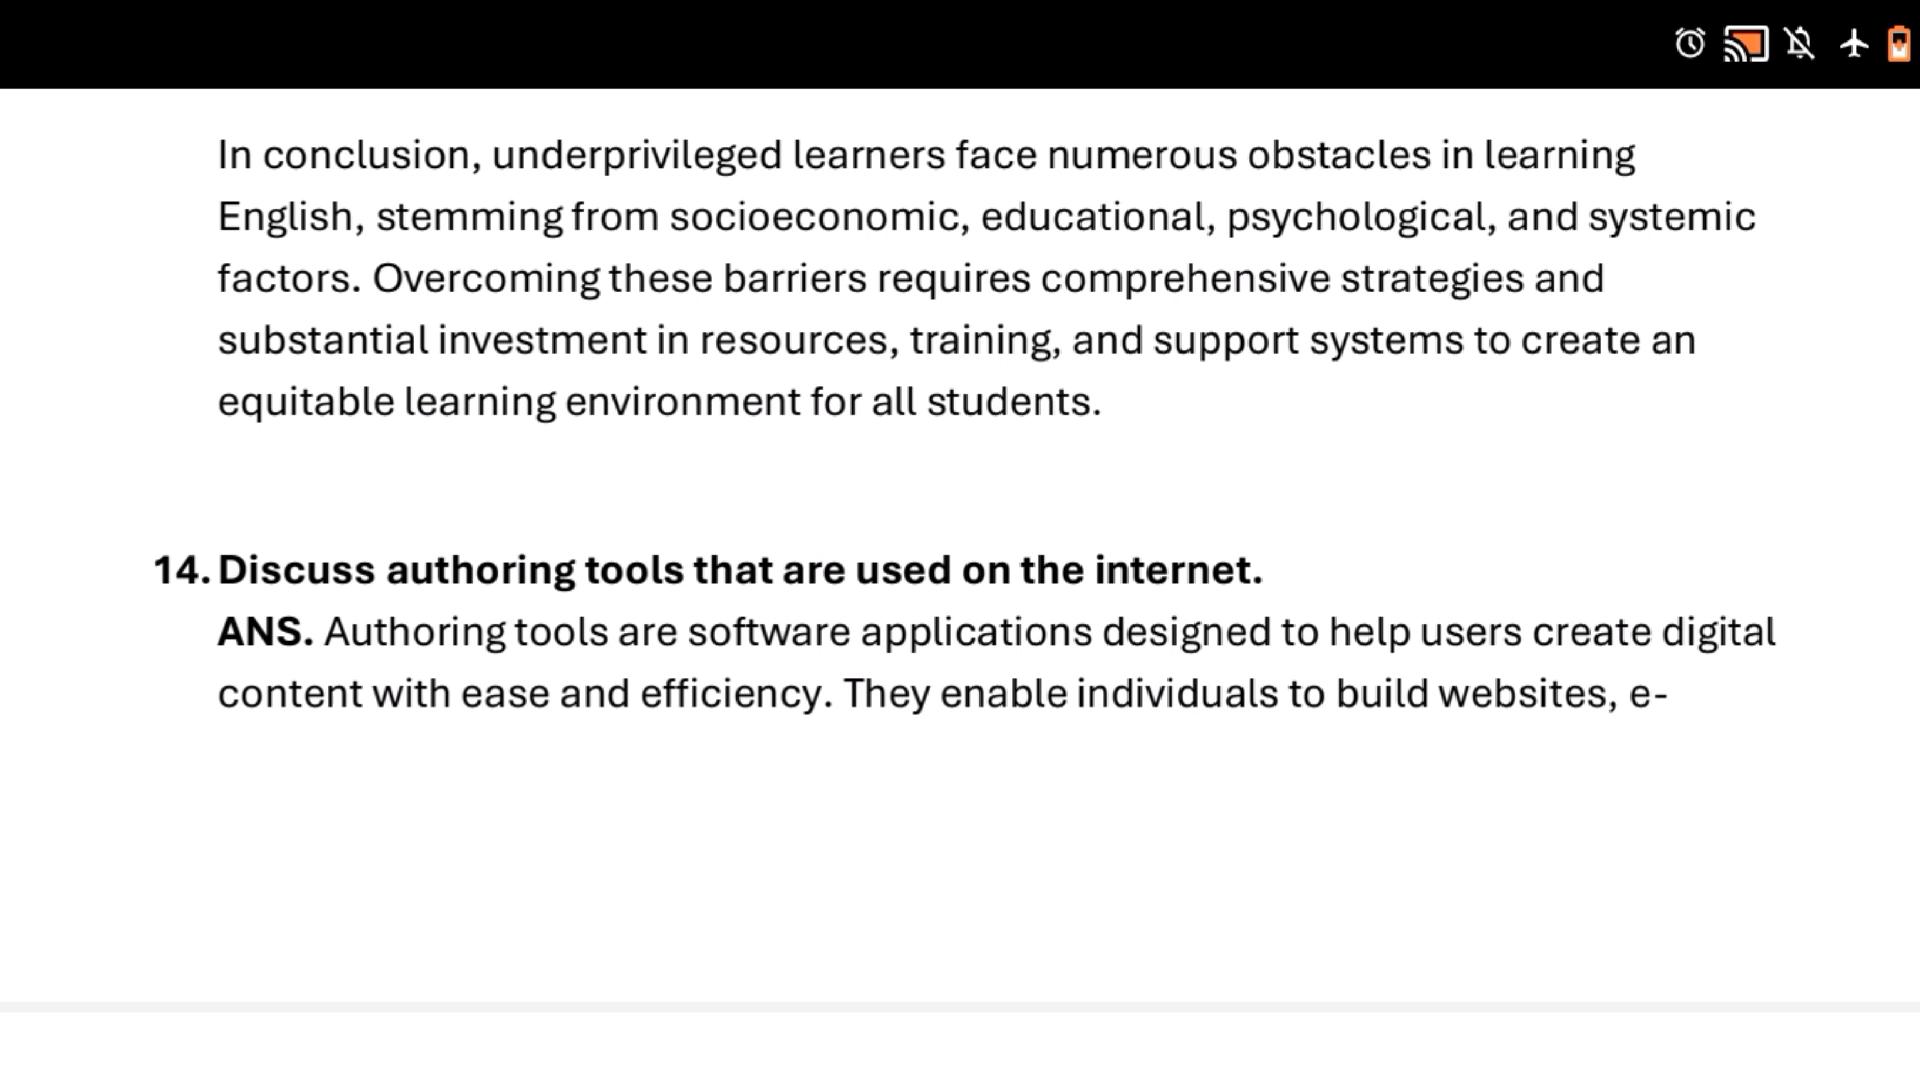 In conclusion, underprivileged learners face numerous obstacles in learning
English, stemming from socioeconomic, educational, psychological, and systemic
factors. Overcoming these barriers requires comprehensive strategies and
substantial investment in resources, training, and support systems to create an
equitable learning environment for all students.
14. Discuss authoring tools that are used on the internet.
ANS. Authoring tools are software applications designed to help users create digital
content with ease and efficiency. They enable individuals to build websites, e-